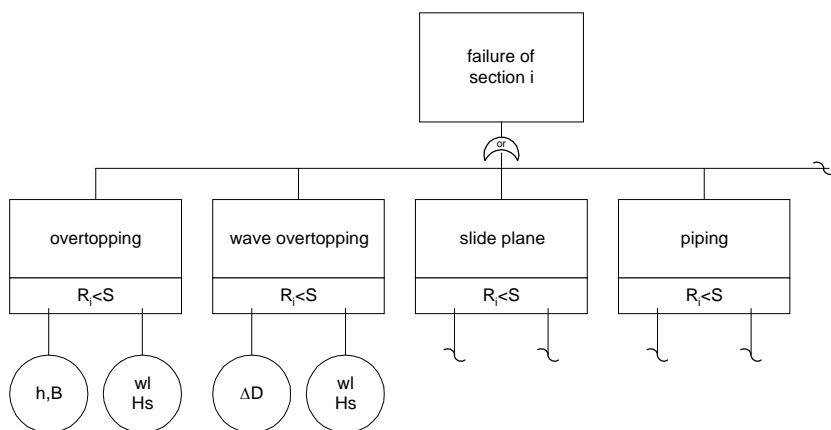 failure of
section i
or
overtopping
wave overtopping
slide plane
piping
Rᵢ<S
Rᵢ<S
Rᵢ<S
Rᵢ<S
h,B
wl
Hs
ΔD
wl
Hs